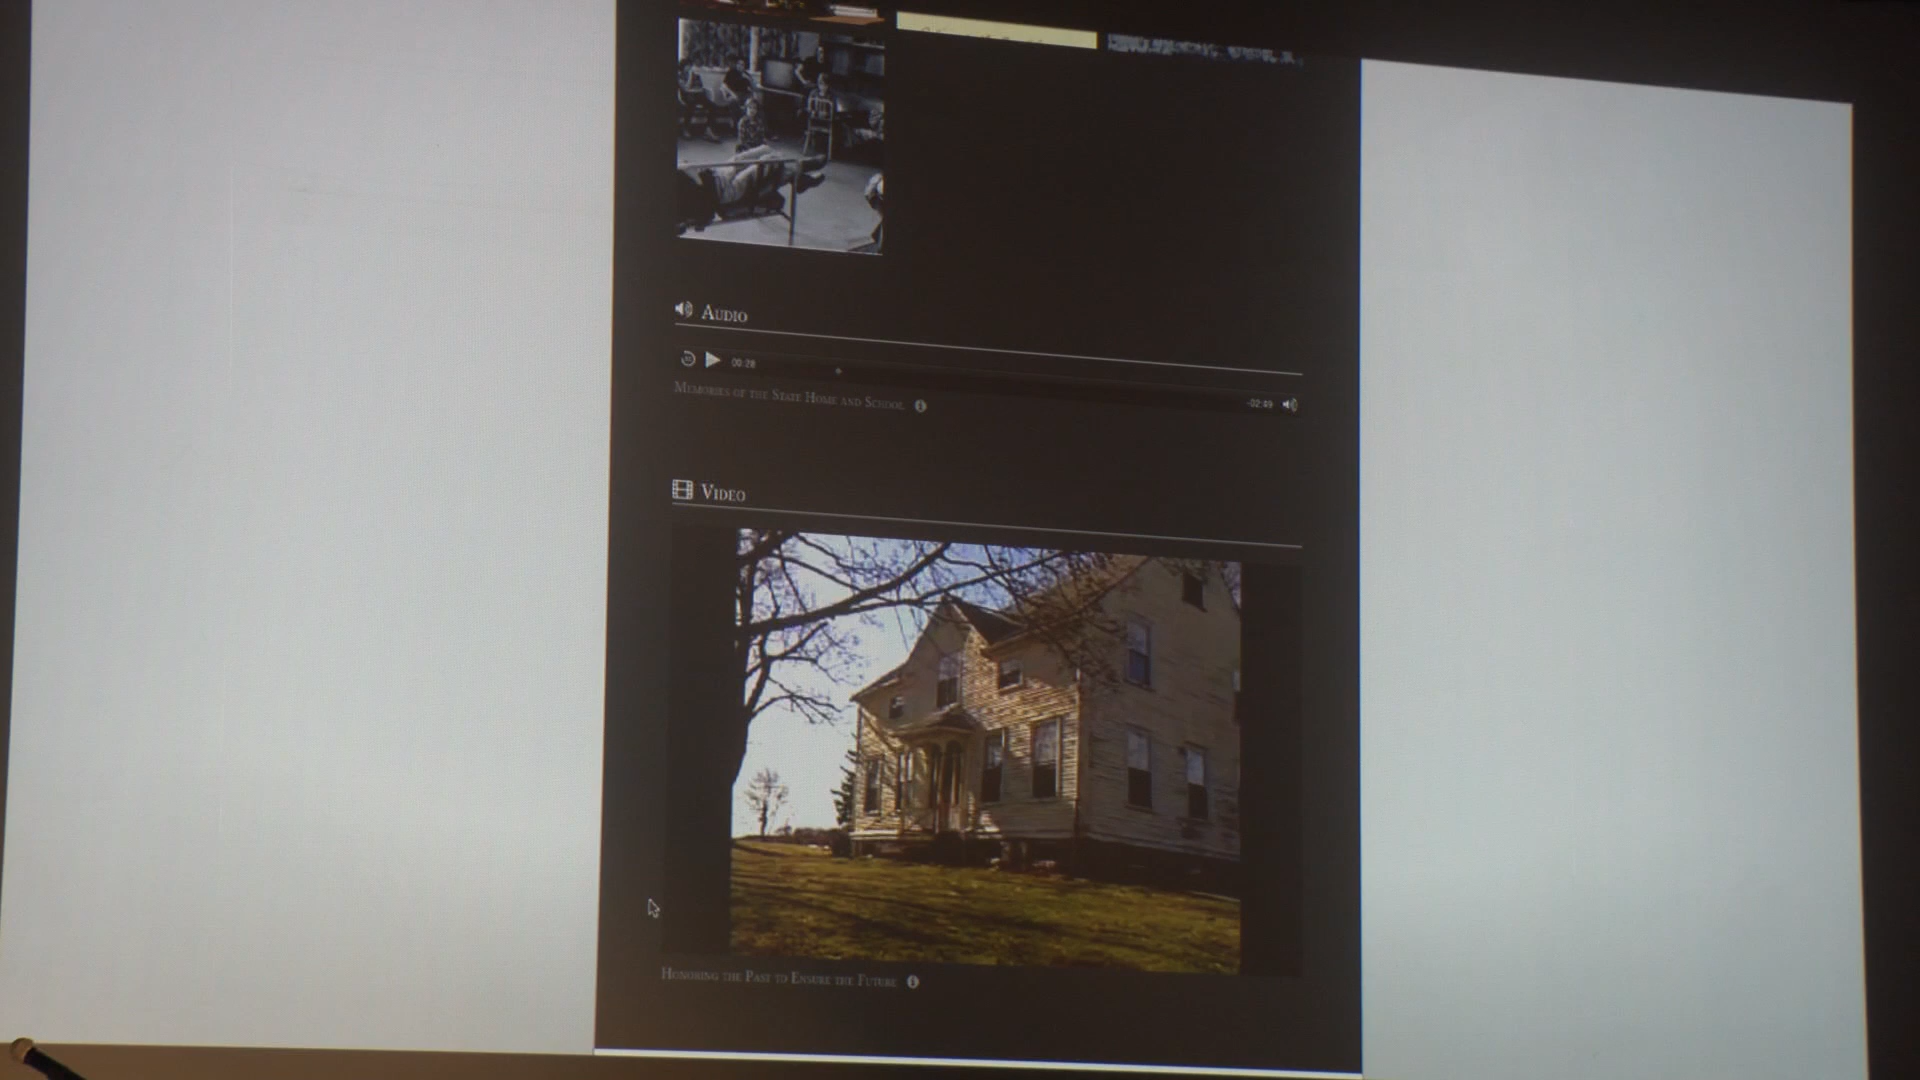 AUDIO
00:28
-02:49
MEMORIES OF THE STATE HOME AND SCHOOL
VIDEO
HONORING THE PAST TO ENSURE THE FUTURE